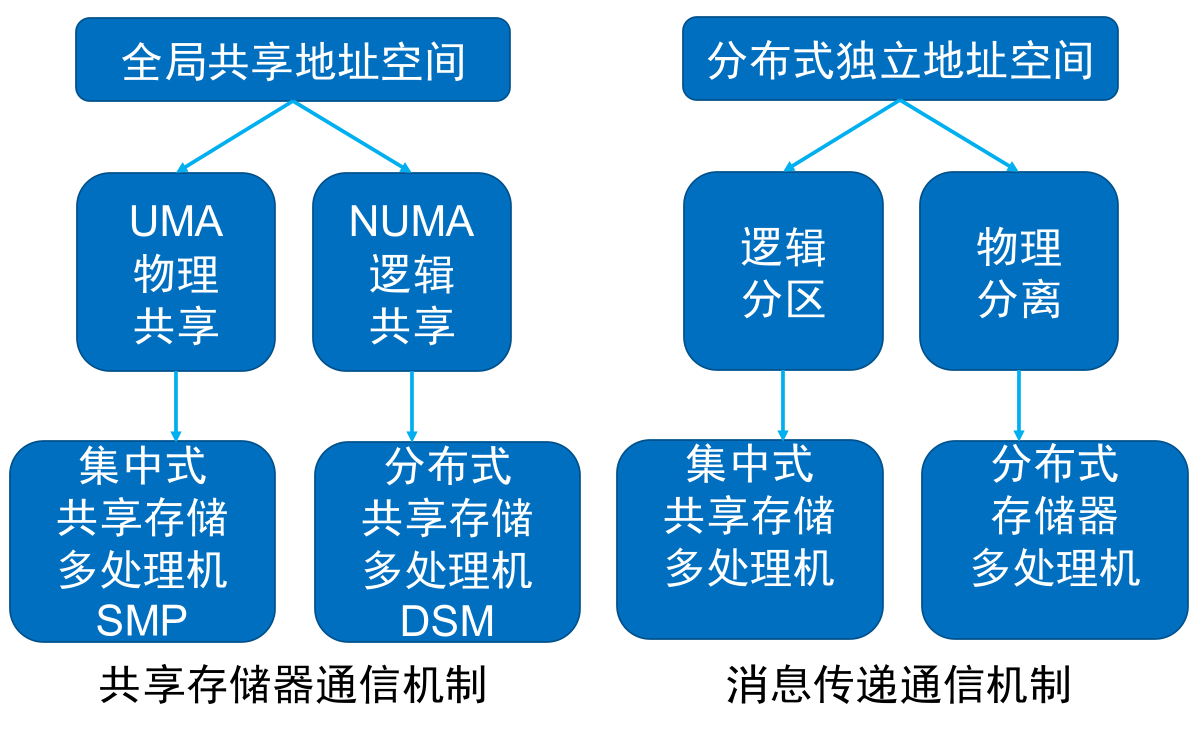 全局共享地址空间
分布式独立地址空间
UMA
物理
共享
NUMA
逻辑
共享
逻辑
分区
物理
分离
集中式
共享存储
多处理机
SMP
分布式
共享存储
多处理机
DSM
集中式
共享存储
多处理机
分布式
存储器
多处理机
共享存储器通信机制
消息传递通信机制